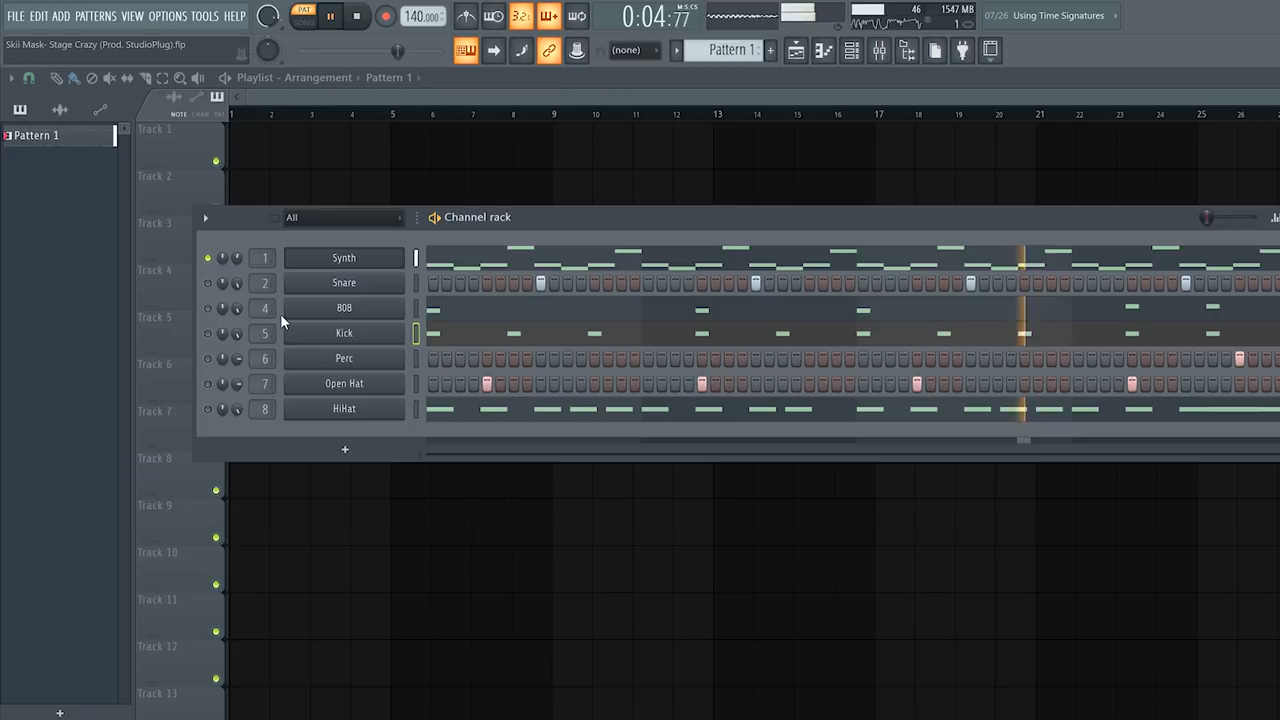 FILE EDIT ADD PATTERNS VIEW OPTIONS TOOLS HELP
PAT
SONG
140.000
3.2.
0:04:77
M:S:CS
46
1547 MB
1
07/26 Using Time Signatures
Skii Mask- Stage Crazy (Prod. StudioPlug).flp
(none)
Pattern 1
Playlist - Arrangement
Pattern 1
NOTE CHAN PAT
1 2 3 4 5 6 7 8 9 10 11 12 13 14 15 16 17 18 19 20 21 22 23 24 25 26
Pattern 1
Track 1
Track 2
Track 3
Track 4
Track 5
Track 6
Track 7
Track 8
Track 9
Track 10
Track 11
Track 12
Track 13
All
Channel rack
1 Synth
2 Snare
4 808
5 Kick
6 Perc
7 Open Hat
8 HiHat
+
+